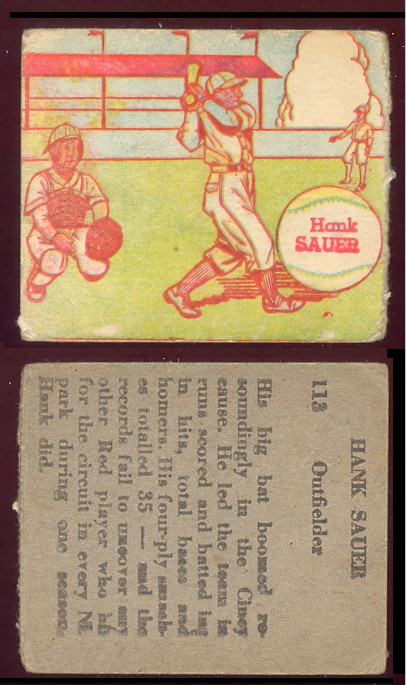 Hank
SAUER
HANK SAUER
113 Outfielder
His big bat boomed re-
soundingly in the Cincy
cause. He led the team in
runs scored and batted in;
in hits, total bases and
homers. His four-ply smash-
es totalled 35 — and the
records fail to uncover any
other Red player who hit
for the circuit in every NL
park during one season.
Hank did.